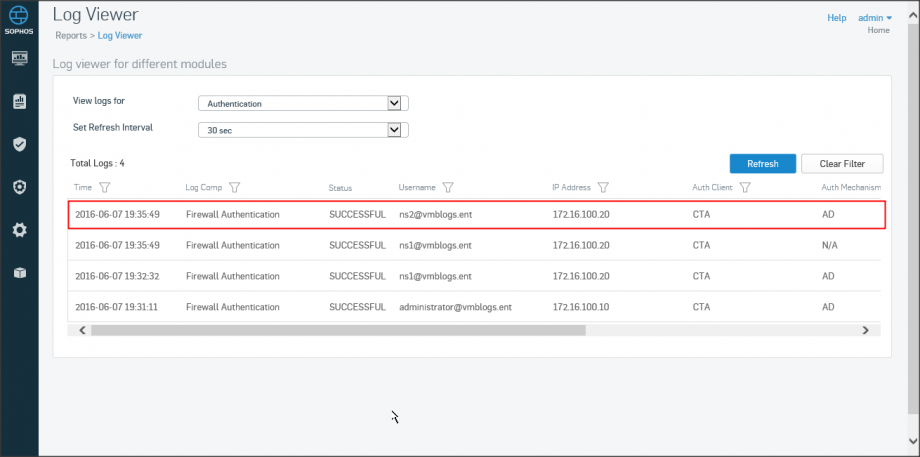 SOPHOS
Log Viewer
Help admin
Reports > Log Viewer
Home
Log viewer for different modules
View logs for Authentication
Set Refresh Interval 30 sec
Total Logs : 4 Refresh Clear Filter
Time Log Comp Status Username IP Address Auth Client Auth Mechanism
2016-06-07 19:35:49 Firewall Authentication SUCCESSFUL ns2@vmblogs.ent 172.16.100.20 CTA AD
2016-06-07 19:35:49 Firewall Authentication SUCCESSFUL ns1@vmblogs.ent 172.16.100.20 CTA N/A
2016-06-07 19:32:32 Firewall Authentication SUCCESSFUL ns1@vmblogs.ent 172.16.100.20 CTA AD
2016-06-07 19:31:11 Firewall Authentication SUCCESSFUL administrator@vmblogs.ent 172.16.100.10 CTA AD